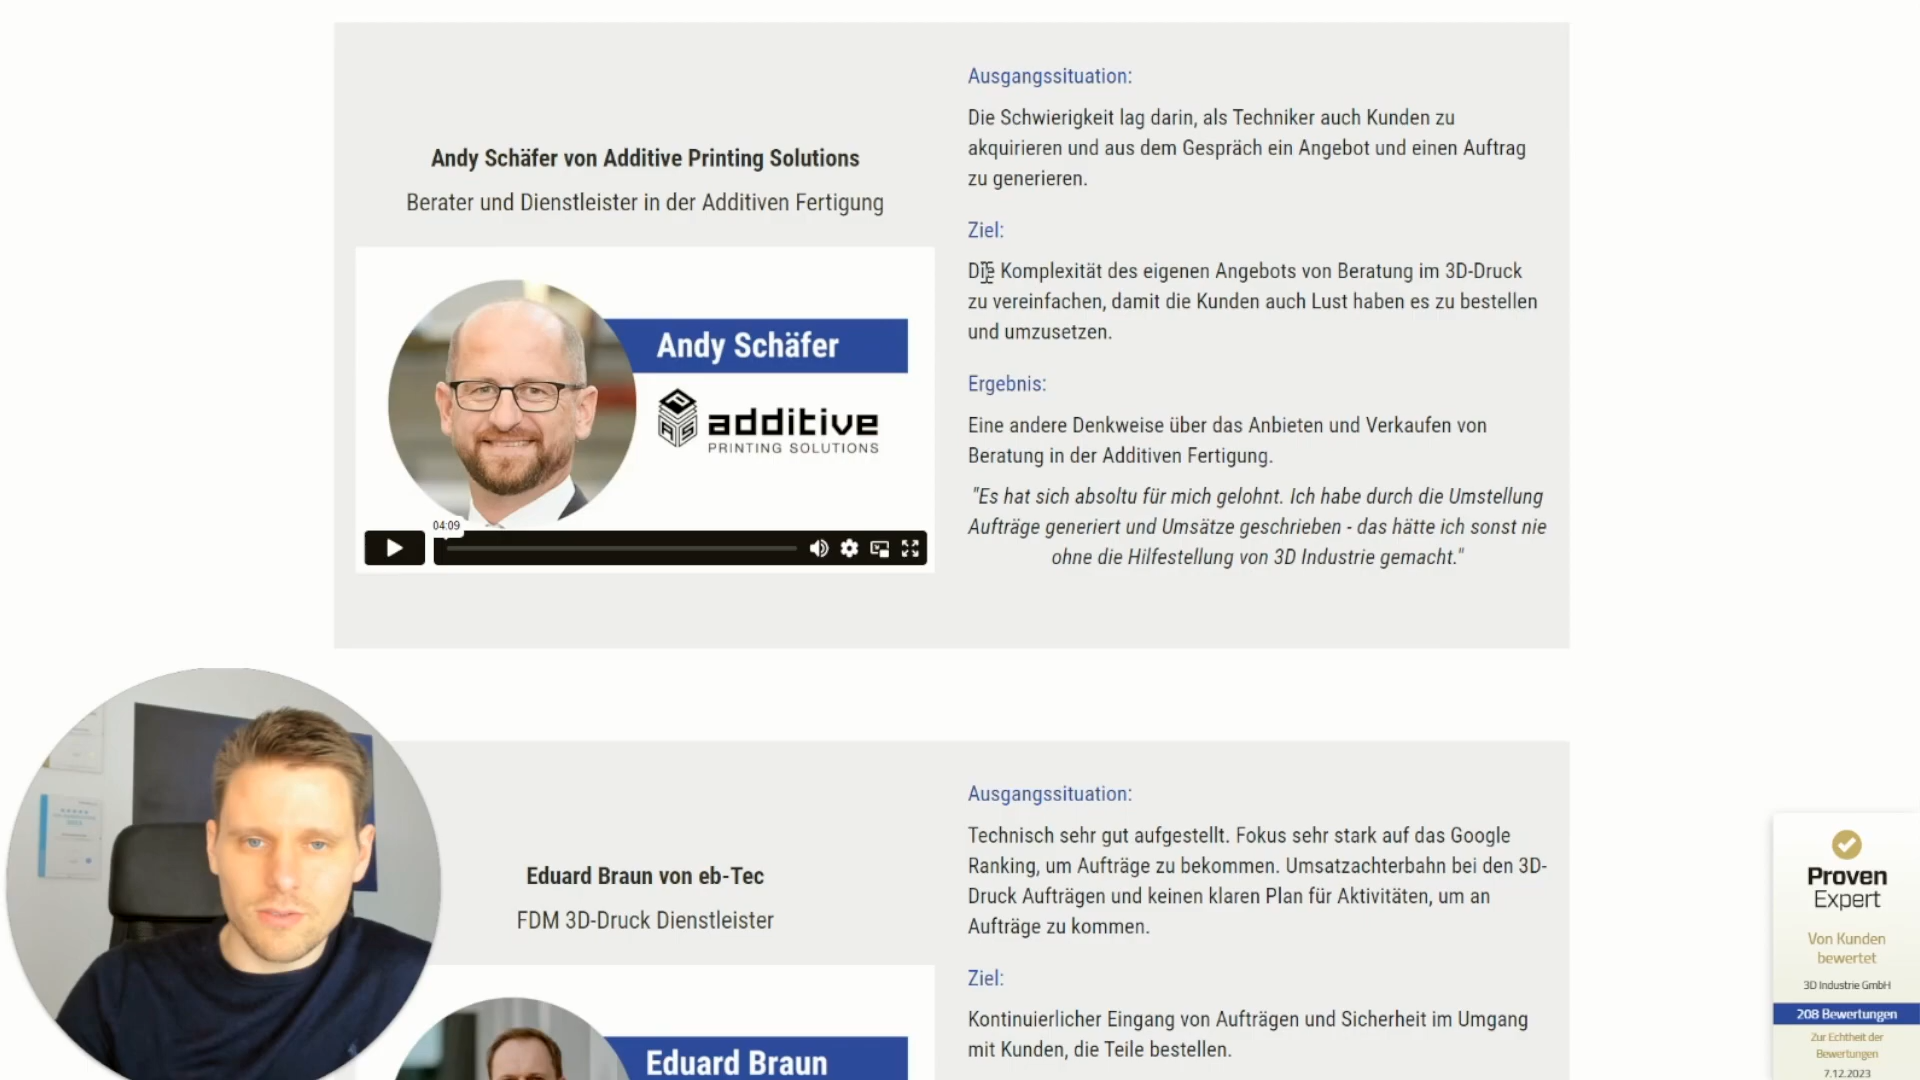 Andy Schäfer von Additive Printing Solutions
Berater und Dienstleister in der Additiven Fertigung
Andy Schäfer
APS
additive
PRINTING SOLUTIONS
04:09
Ausgangssituation:
Die Schwierigkeit lag darin, als Techniker auch Kunden zu
akquirieren und aus dem Gespräch ein Angebot und einen Auftrag
zu generieren.
Ziel:
Die Komplexität des eigenen Angebots von Beratung im 3D-Druck
zu vereinfachen, damit die Kunden auch Lust haben es zu bestellen
und umzusetzen.
Ergebnis:
Eine andere Denkweise über das Anbieten und Verkaufen von
Beratung in der Additiven Fertigung.
"Es hat sich absoltu für mich gelohnt. Ich habe durch die Umstellung
Aufträge generiert und Umsätze geschrieben - das hätte ich sonst nie
ohne die Hilfestellung von 3D Industrie gemacht."
Eduard Braun von eb-Tec
FDM 3D-Druck Dienstleister
Eduard Braun
Ausgangssituation:
Technisch sehr gut aufgestellt. Fokus sehr stark auf das Google
Ranking, um Aufträge zu bekommen. Umsatzachterbahn bei den 3D-
Druck Aufträgen und keinen klaren Plan für Aktivitäten, um an
Aufträge zu kommen.
Ziel:
Kontinuierlicher Eingang von Aufträgen und Sicherheit im Umgang
mit Kunden, die Teile bestellen.
Proven
Expert
Von Kunden
bewertet
3D Industrie GmbH
208 Bewertungen
Zur Echtheit der
Bewertungen
7.12.2023